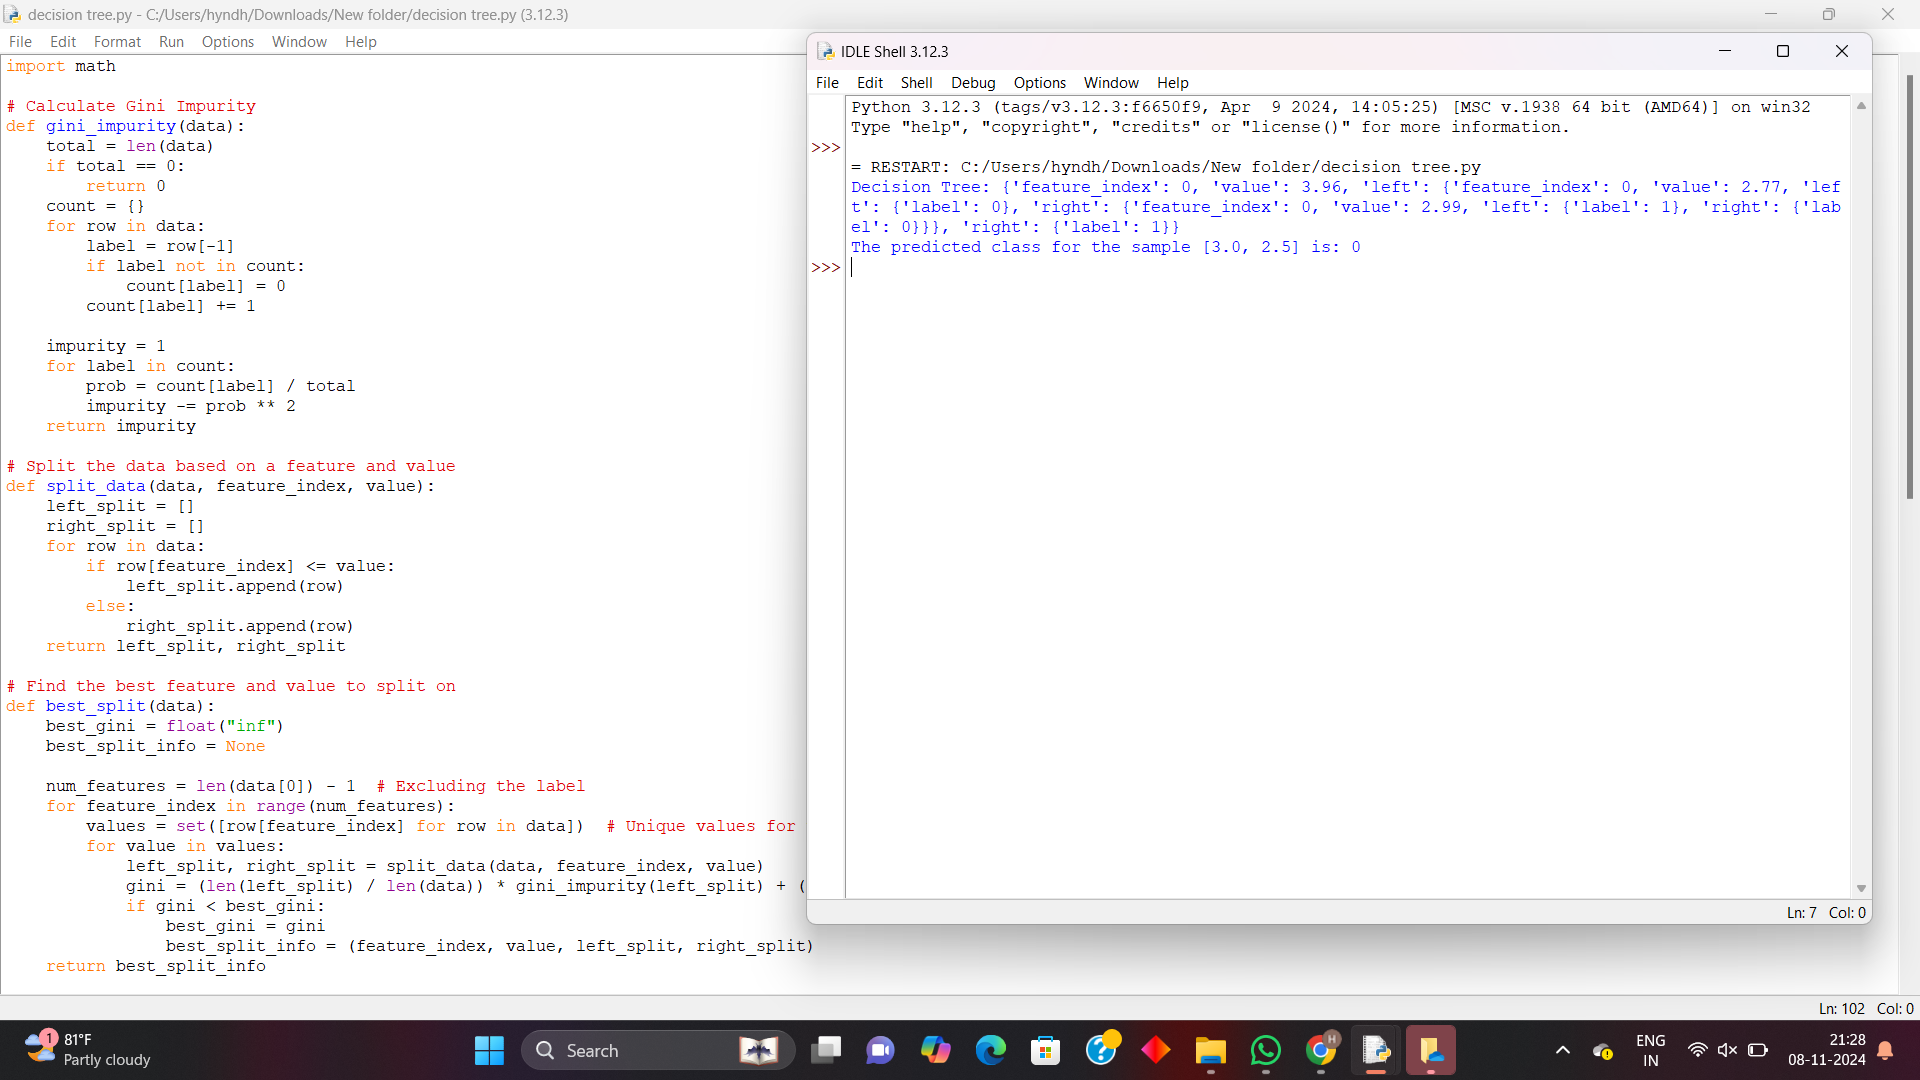 decision tree.py - C:/Users/hyndh/Downloads/New folder/decision tree.py (3.12.3)
File Edit Format Run Options Window Help
import math
# Calculate Gini Impurity
def gini_impurity(data):
    total = len(data)
    if total == 0:
        return 0
    count = {}
    for row in data:
        label = row[-1]
        if label not in count:
            count[label] = 0
        count[label] += 1
    impurity = 1
    for label in count:
        prob = count[label] / total
        impurity -= prob ** 2
    return impurity
# Split the data based on a feature and value
def split_data(data, feature_index, value):
    left_split = []
    right_split = []
    for row in data:
        if row[feature_index] <= value:
            left_split.append(row)
        else:
            right_split.append(row)
    return left_split, right_split
# Find the best feature and value to split on
def best_split(data):
    best_gini = float("inf")
    best_split_info = None
    num_features = len(data[0]) - 1  # Excluding the label
    for feature_index in range(num_features):
        values = set([row[feature_index] for row in data])  # Unique values for
        for value in values:
            left_split, right_split = split_data(data, feature_index, value)
            gini = (len(left_split) / len(data)) * gini_impurity(left_split) + (
            if gini < best_gini:
                best_gini = gini
                best_split_info = (feature_index, value, left_split, right_split)
    return best_split_info
Ln: 102 Col: 0
IDLE Shell 3.12.3
File Edit Shell Debug Options Window Help
Python 3.12.3 (tags/v3.12.3:f6650f9, Apr  9 2024, 14:05:25) [MSC v.1938 64 bit (AMD64)] on win32
Type "help", "copyright", "credits" or "license()" for more information.
>>>
= RESTART: C:/Users/hyndh/Downloads/New folder/decision tree.py
Decision Tree: {'feature_index': 0, 'value': 3.96, 'left': {'feature_index': 0, 'value': 2.77, 'lef
t': {'label': 0}, 'right': {'feature_index': 0, 'value': 2.99, 'left': {'label': 1}, 'right': {'lab
el': 0}}}, 'right': {'label': 1}}
The predicted class for the sample [3.0, 2.5] is: 0
>>>
Ln: 7 Col: 0
1
81°F
Partly cloudy
Search
H
ENG
IN
21:28
08-11-2024